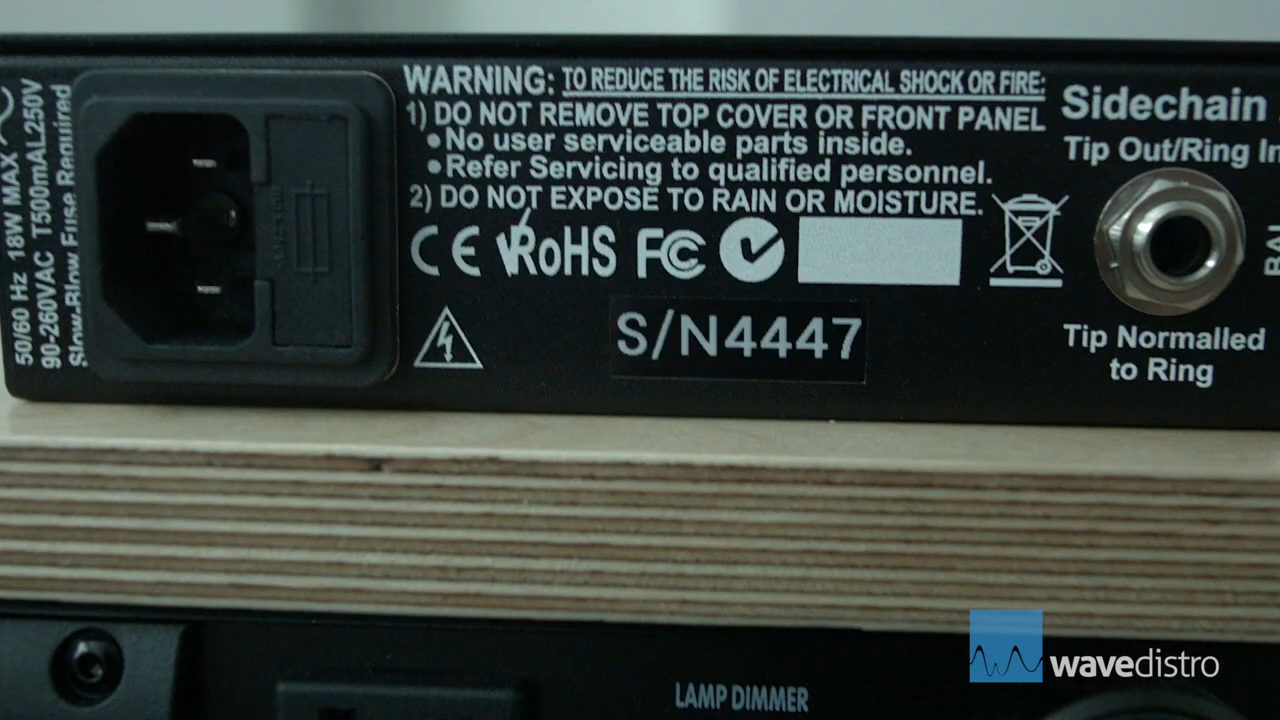 50/60 Hz 18W MAX
90-260VAC T500mAL250V
Slow-Blow Fuse Required
WARNING: TO REDUCE THE RISK OF ELECTRICAL SHOCK OR FIRE:
1) DO NOT REMOVE TOP COVER OR FRONT PANEL
• No user serviceable parts inside.
• Refer Servicing to qualified personnel.
2) DO NOT EXPOSE TO RAIN OR MOISTURE.
CE RoHS FC
S/N4447
Sidechain
Tip Out/Ring In
Tip Normalled
to Ring
BAL
LAMP DIMMER
wavedistro